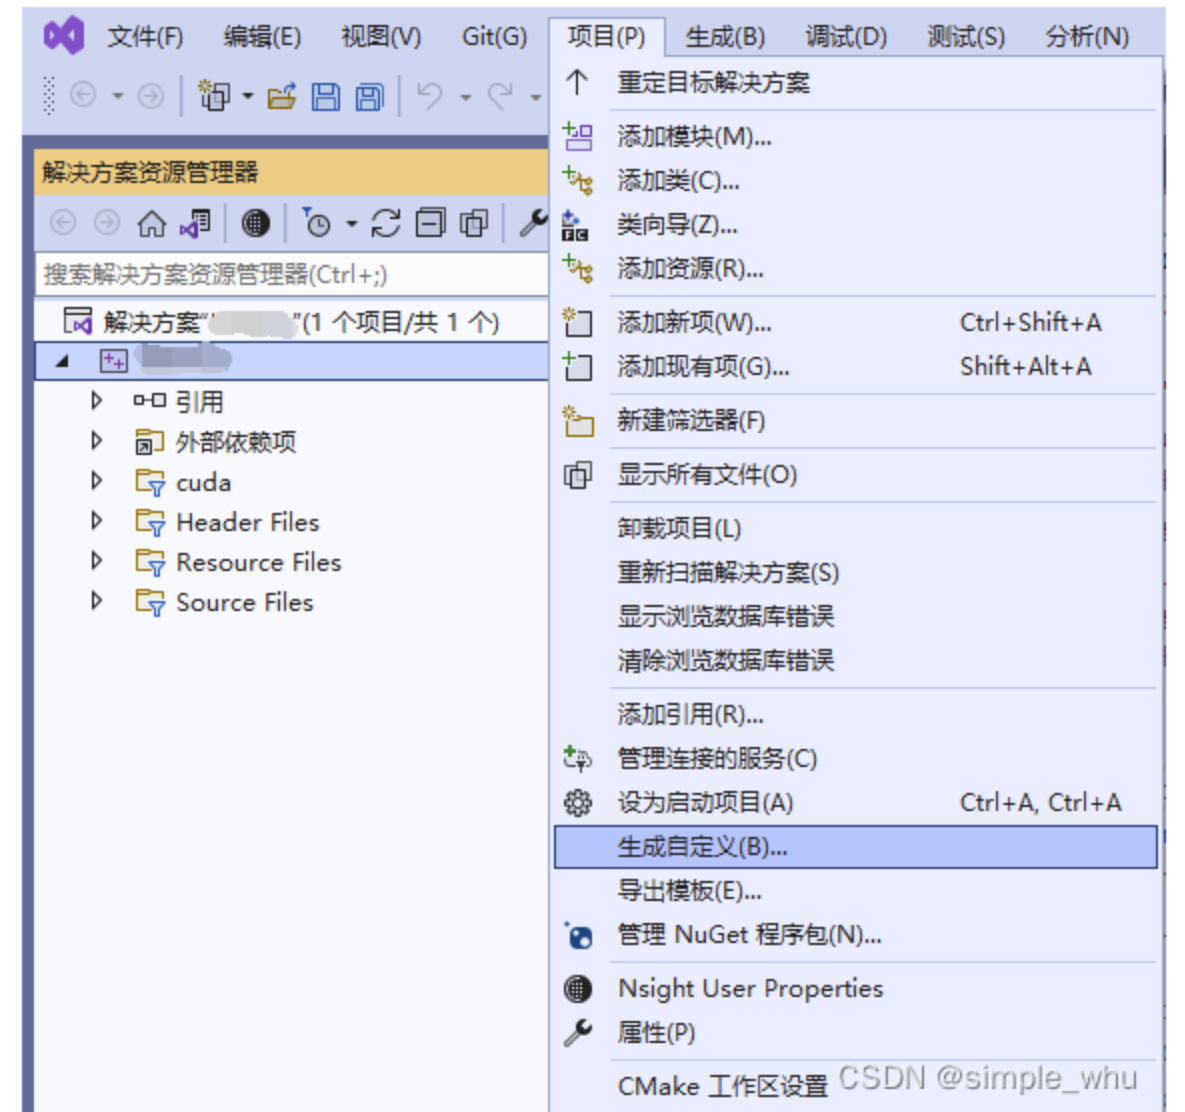 文件(F) 编辑(E) 视图(V) Git(G) 项目(P) 生成(B) 调试(D) 测试(S) 分析(N)
解决方案资源管理器
搜索解决方案资源管理器(Ctrl+;)
解决方案“ ”(1 个项目/共 1 个)
引用
外部依赖项
cuda
Header Files
Resource Files
Source Files
重定目标解决方案
添加模块(M)...
添加类(C)...
类向导(Z)...
添加资源(R)...
添加新项(W)... Ctrl+Shift+A
添加现有项(G)... Shift+Alt+A
新建筛选器(F)
显示所有文件(O)
卸载项目(L)
重新扫描解决方案(S)
显示浏览数据库错误
清除浏览数据库错误
添加引用(R)...
管理连接的服务(C)
设为启动项目(A) Ctrl+A, Ctrl+A
生成自定义(B)...
导出模板(E)...
管理 NuGet 程序包(N)...
Nsight User Properties
属性(P)
CMake 工作区设置
CSDN @simple_whu